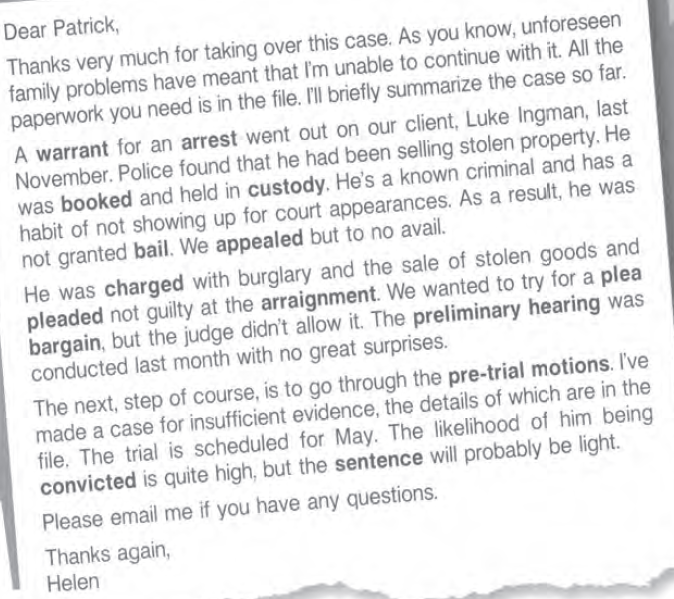 Dear Patrick,
Thanks very much for taking over this case. As you know, unforeseen
family problems have meant that I'm unable to continue with it. All the
paperwork you need is in the file. I'll briefly summarize the case so far.
A warrant for an arrest went out on our client, Luke Ingman, last
November. Police found that he had been selling stolen property. He
was booked and held in custody. He's a known criminal and has a
habit of not showing up for court appearances. As a result, he was
not granted bail. We appealed but to no avail.
He was charged with burglary and the sale of stolen goods and
pleaded not guilty at the arraignment. We wanted to try for a plea
bargain, but the judge didn't allow it. The preliminary hearing was
conducted last month with no great surprises.
The next, step of course, is to go through the pre-trial motions. I've
made a case for insufficient evidence, the details of which are in the
file. The trial is scheduled for May. The likelihood of him being
convicted is quite high, but the sentence will probably be light.
Please email me if you have any questions.
Thanks again,
Helen